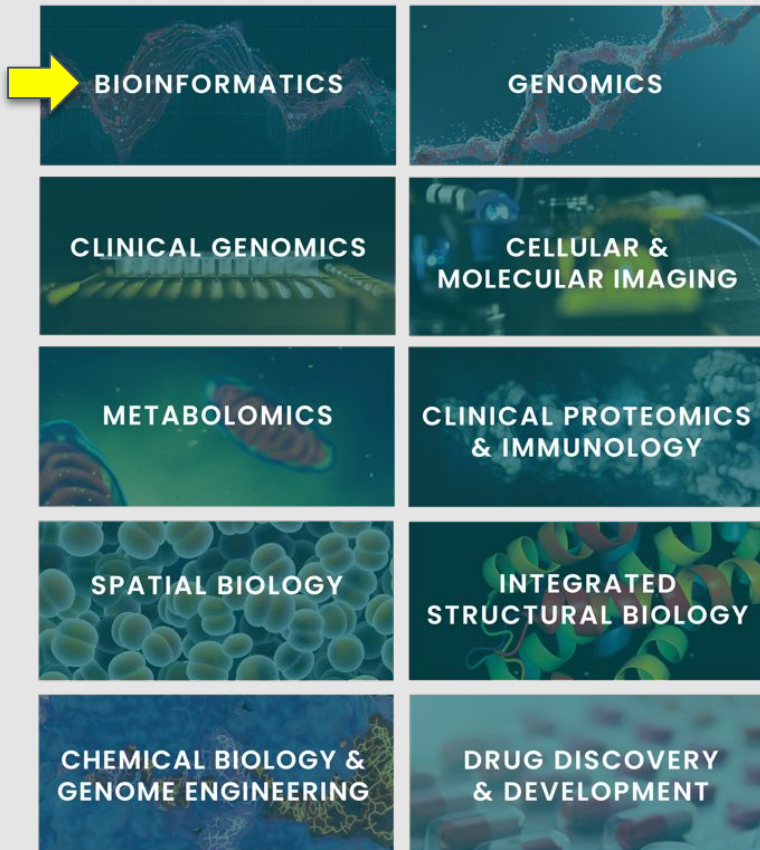 BIOINFORMATICS
GENOMICS
CLINICAL GENOMICS
CELLULAR &
MOLECULAR IMAGING
METABOLOMICS
CLINICAL PROTEOMICS
& IMMUNOLOGY
SPATIAL BIOLOGY
INTEGRATED
STRUCTURAL BIOLOGY
CHEMICAL BIOLOGY &
GENOME ENGINEERING
DRUG DISCOVERY
& DEVELOPMENT